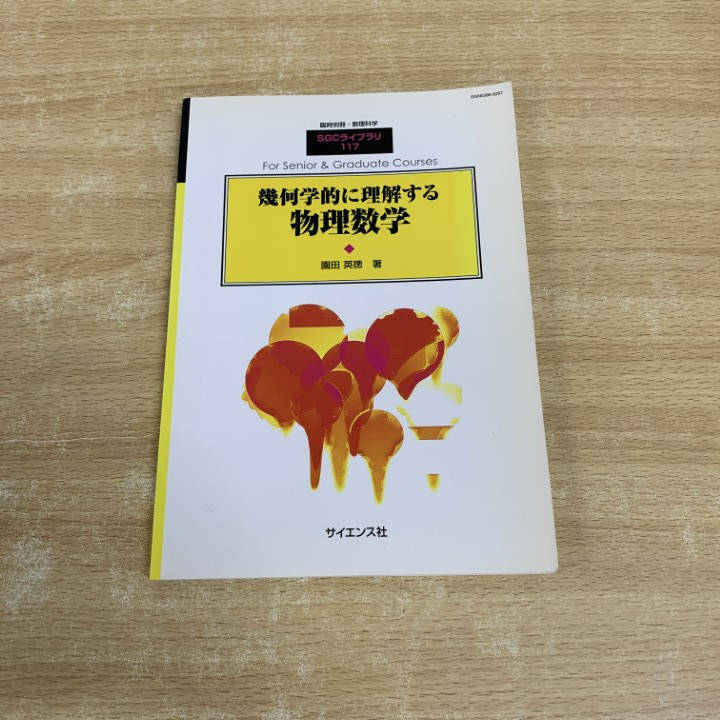 ISSN0386-8257
臨時別冊・数理科学
SGCライブラリ
117
For Senior & Graduate Courses
幾何学的に理解する
物理数学
園田 英徳 著
サイエンス社